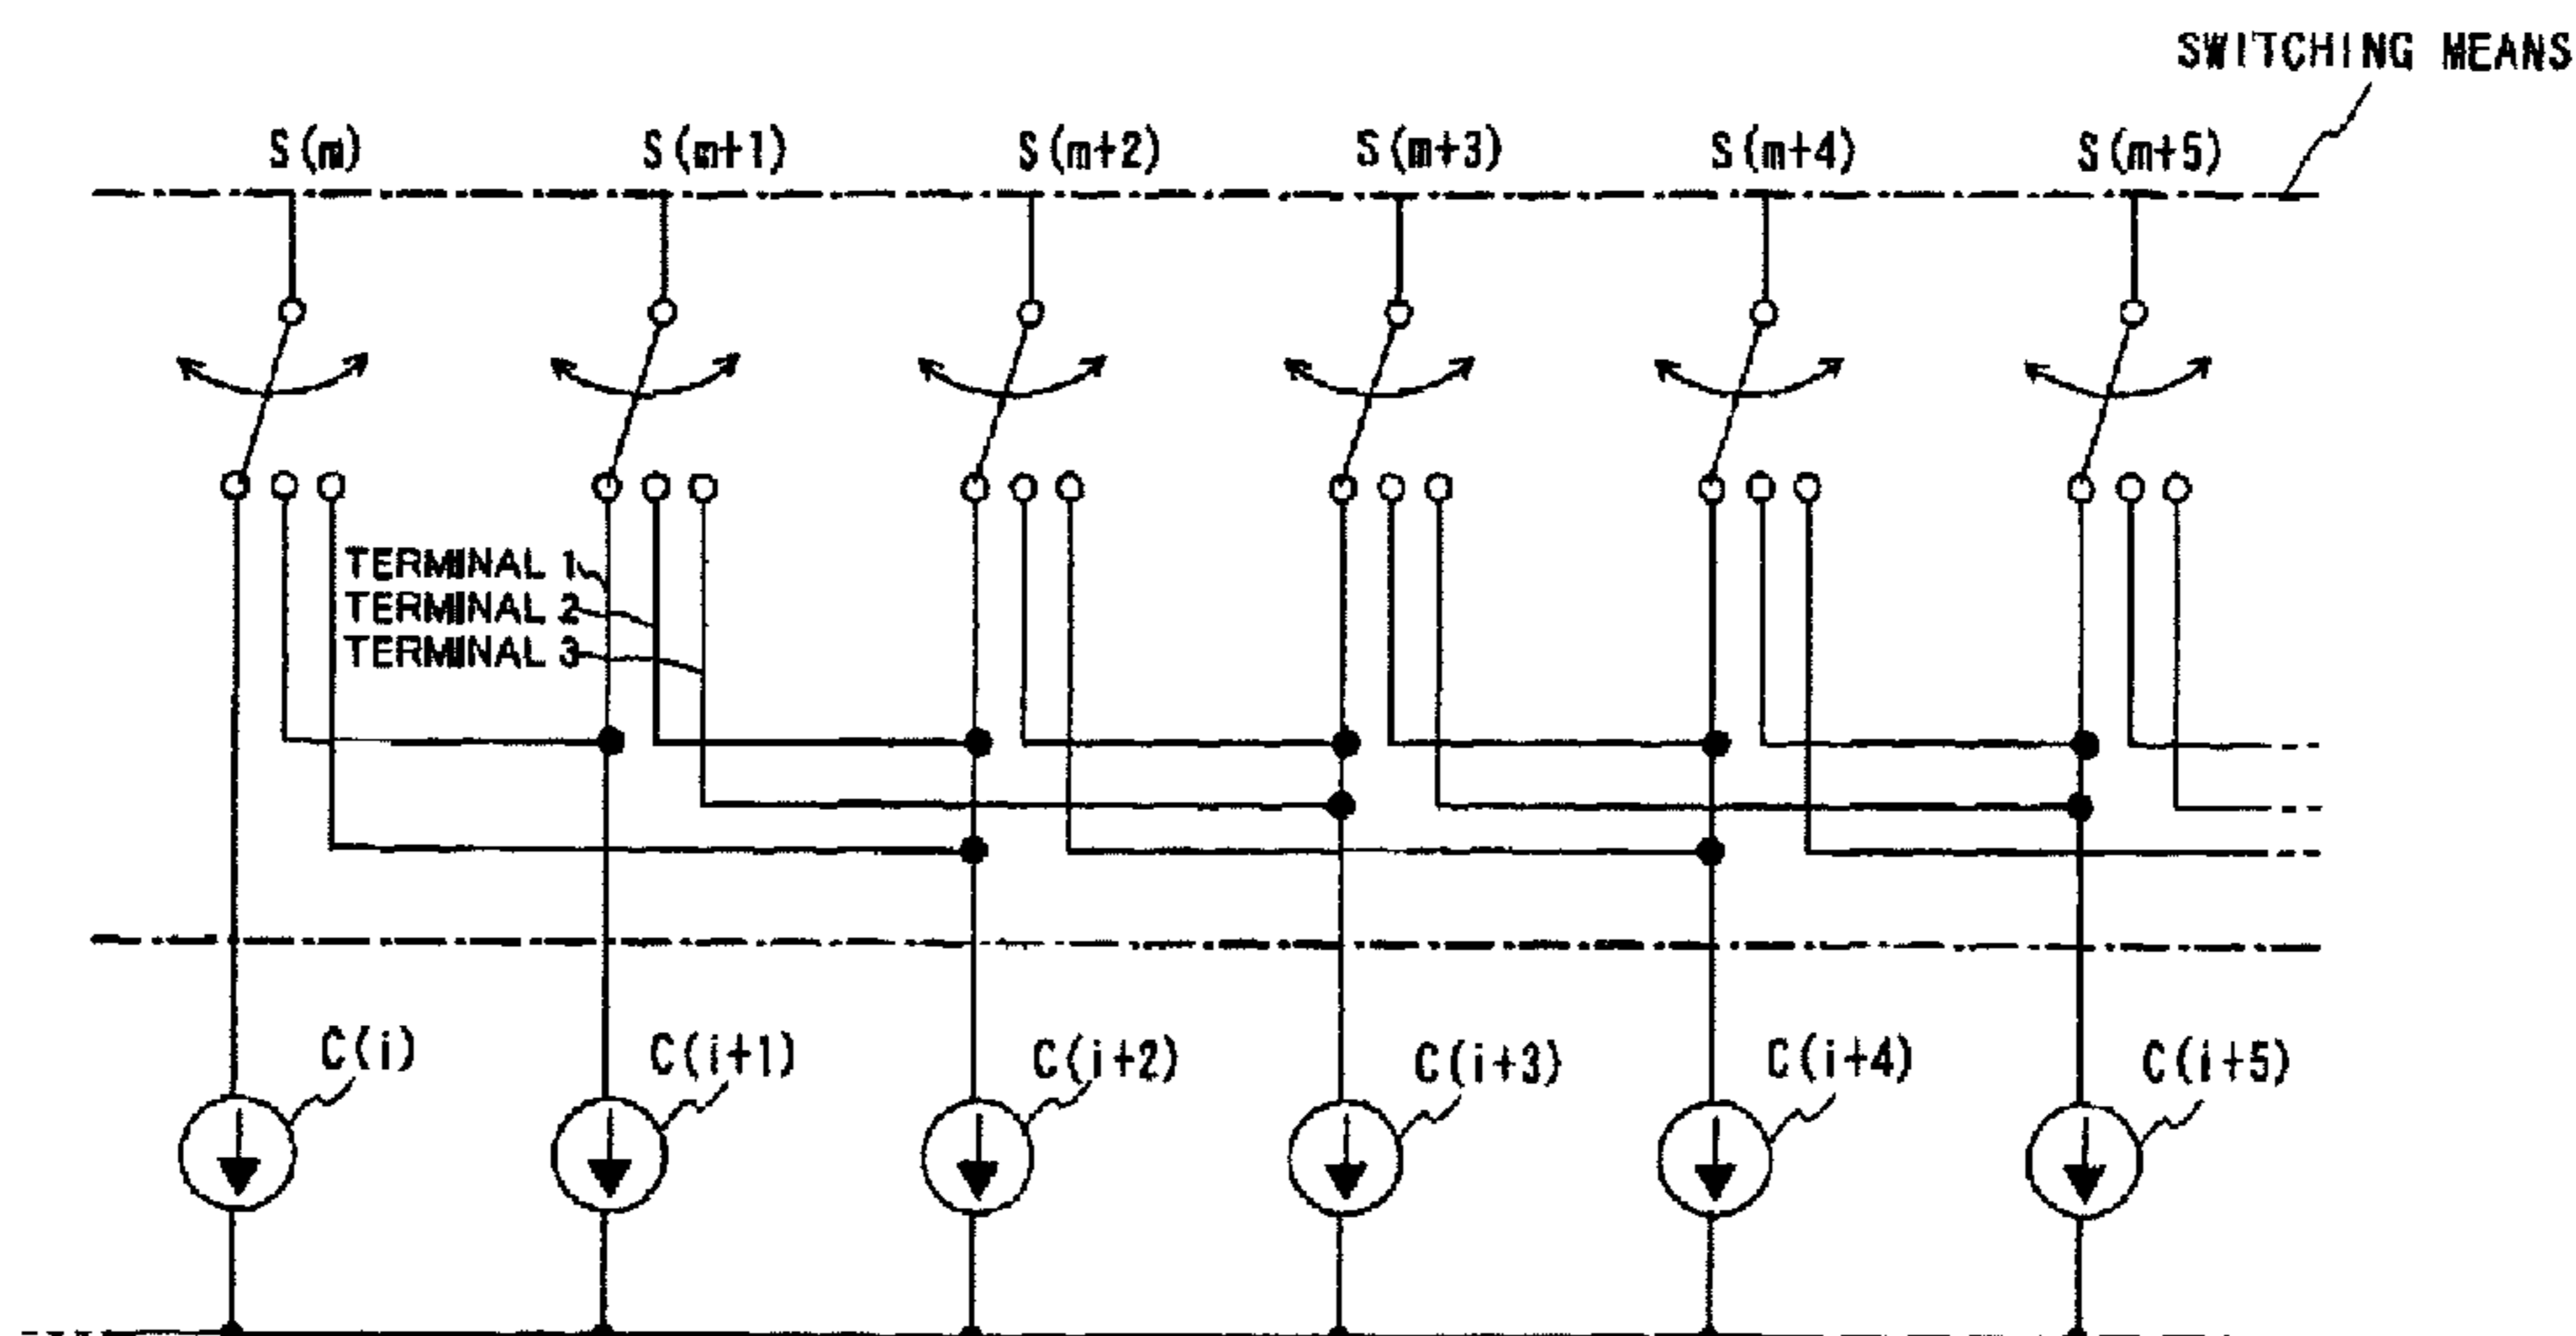 SWITCHING MEANS
S(m) S(m+1) S(m+2) S(m+3) S(m+4) S(m+5)
TERMINAL 1
TERMINAL 2
TERMINAL 3
C(i) C(i+1) C(i+2) C(i+3) C(i+4) C(i+5)